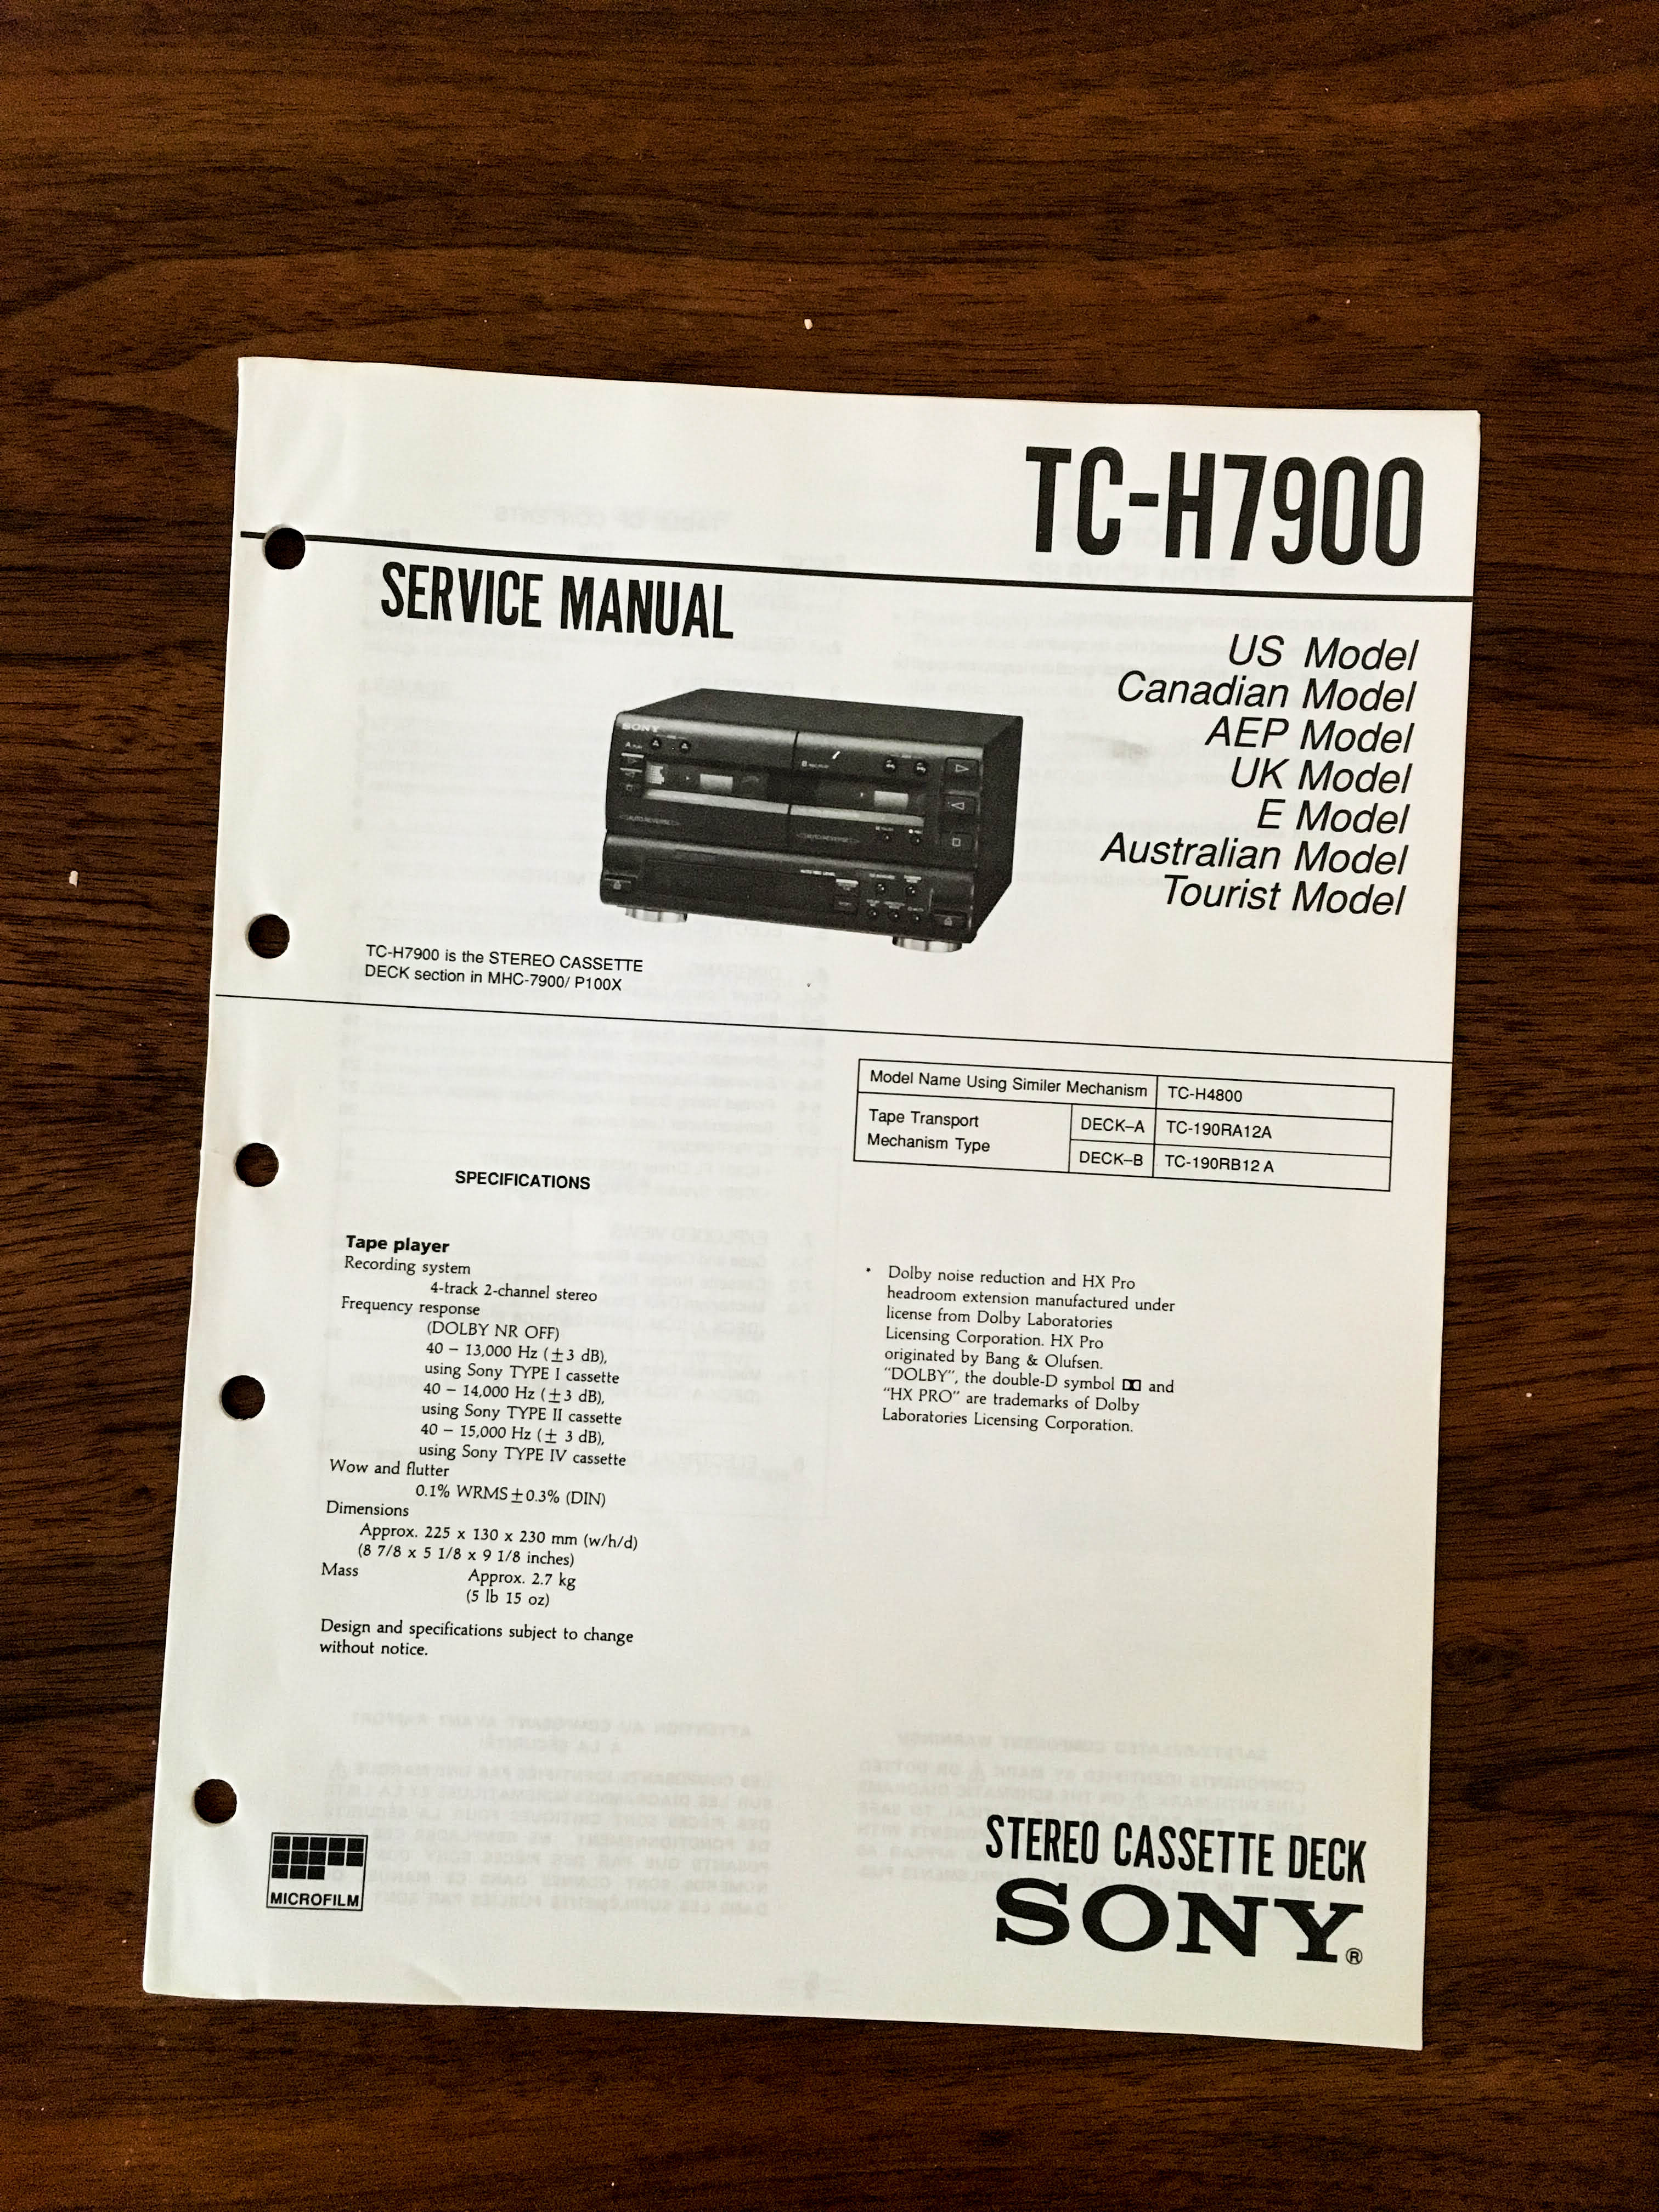 TC-H7900
SERVICE MANUAL
US Model
Canadian Model
AEP Model
UK Model
E Model
Australian Model
Tourist Model
SONY
TC-H7900 is the STEREO CASSETTE
DECK section in MHC-7900/ P100X
Model Name Using Similer Mechanism TC-H4800
Tape Transport
Mechanism Type
DECK–A TC-190RA12A
DECK–B TC-190RB12 A
SPECIFICATIONS
Tape player
Recording system
4-track 2-channel stereo
Frequency response
(DOLBY NR OFF)
40 – 13,000 Hz (±3 dB),
using Sony TYPE I cassette
40 – 14,000 Hz (±3 dB),
using Sony TYPE II cassette
40 – 15,000 Hz (± 3 dB),
using Sony TYPE IV cassette
Wow and flutter
0.1% WRMS±0.3% (DIN)
Dimensions
Approx. 225 x 130 x 230 mm (w/h/d)
(8 7/8 x 5 1/8 x 9 1/8 inches)
Mass Approx. 2.7 kg
(5 lb 15 oz)
Design and specifications subject to change
without notice.
• Dolby noise reduction and HX Pro
headroom extension manufactured under
license from Dolby Laboratories
Licensing Corporation. HX Pro
originated by Bang & Olufsen.
“DOLBY”, the double-D symbol and
“HX PRO” are trademarks of Dolby
Laboratories Licensing Corporation.
MICROFILM
STEREO CASSETTE DECK
SONY®